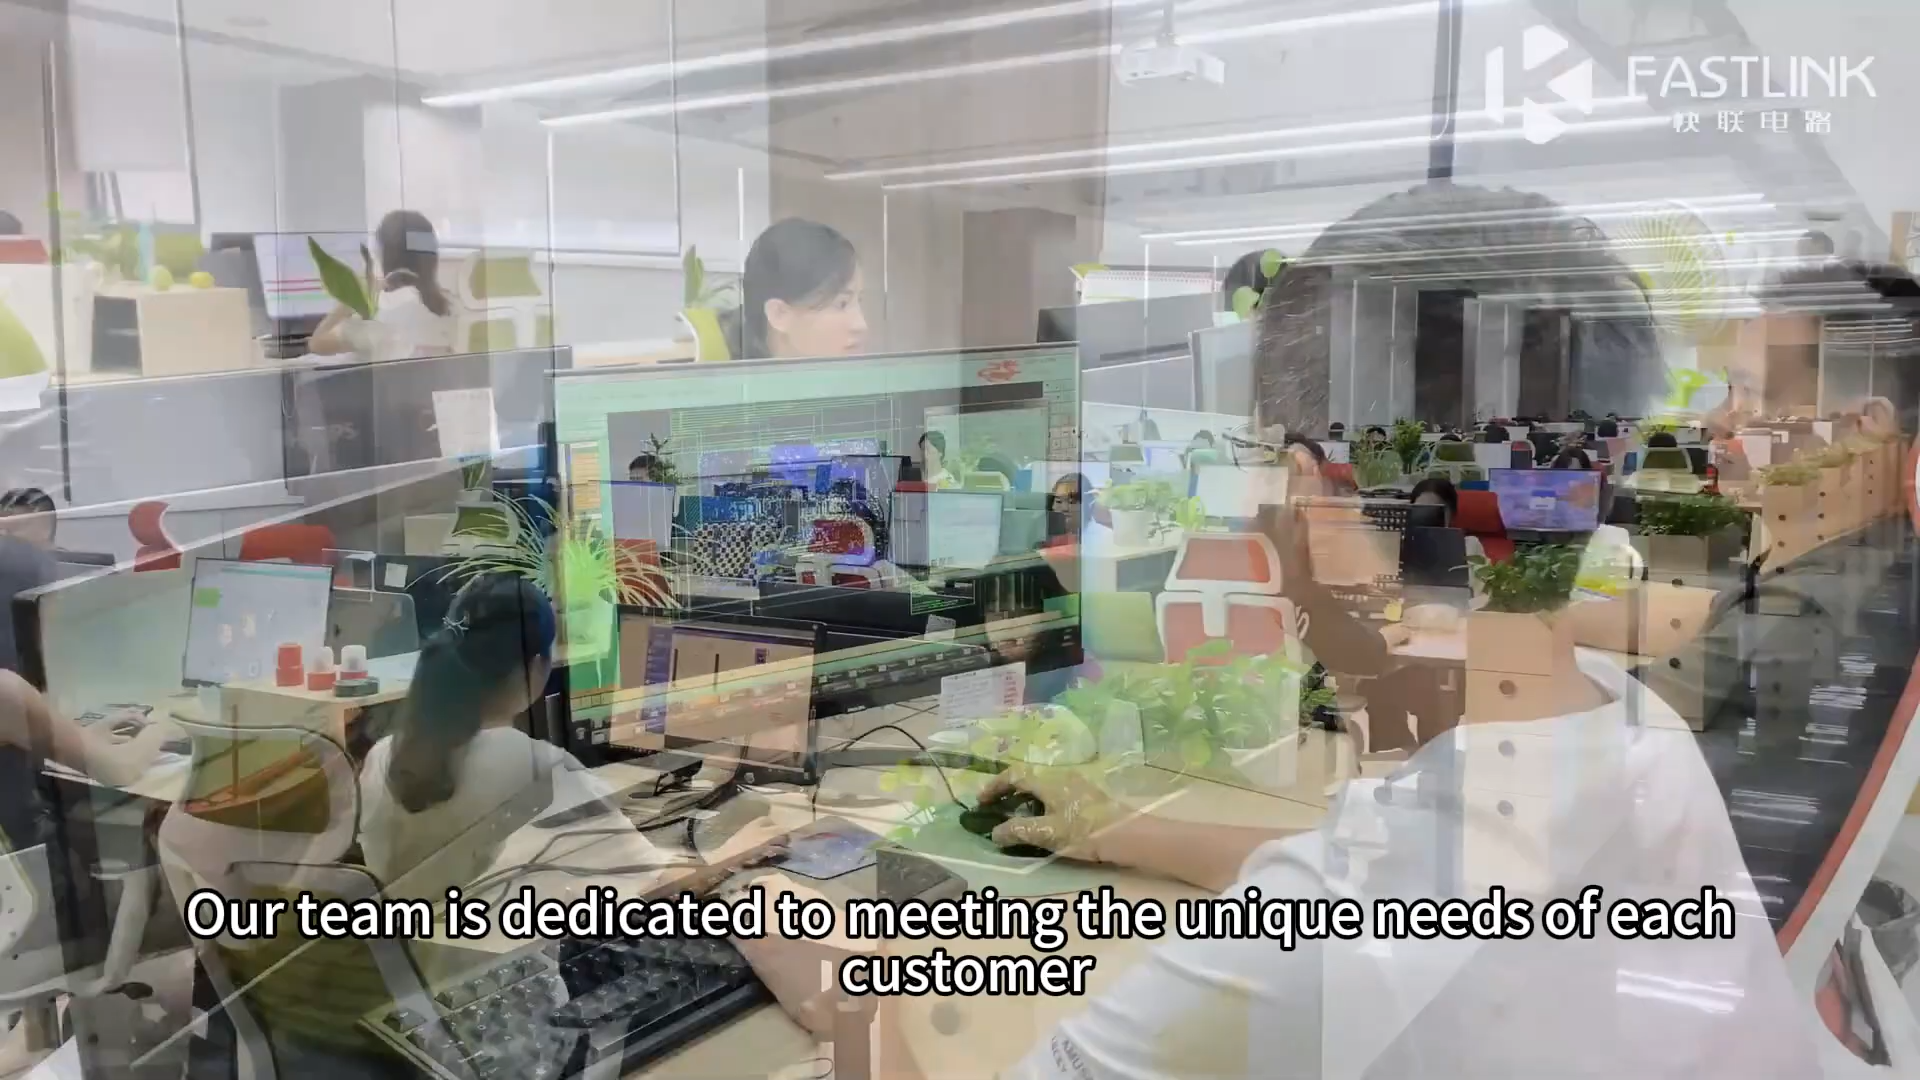 FASTLINK
快联电路
Our team is dedicated to meeting the unique needs of each
customer